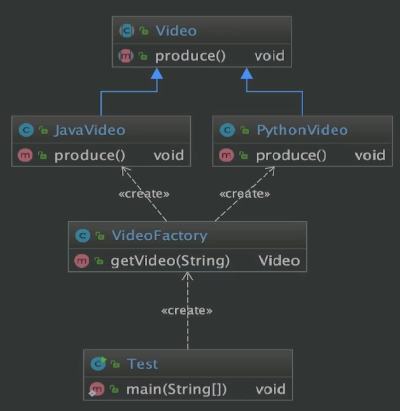 Video
produce() void
JavaVideo
produce() void
PythonVideo
produce() void
«create»
«create»
VideoFactory
getVideo(String) Video
«create»
Test
main(String[]) void